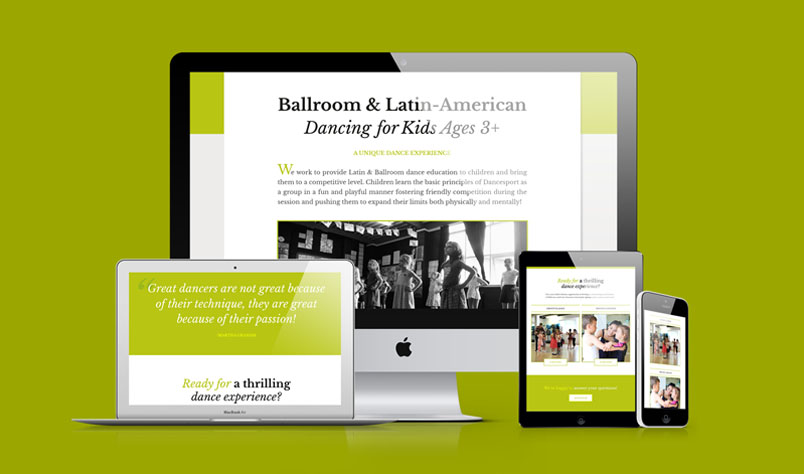 Ballroom & Latin-American
Dancing for Kids Ages 3+
A UNIQUE DANCE EXPERIENCE
We work to provide Latin & Ballroom dance education to children and bring
them to a competitive level. Children learn the basic principles of Dancesport as
a group in a fun and playful manner fostering friendly competition during the
session and pushing them to expand their limits both physically and mentally!
“Great dancers are not great because
of their technique, they are great
because of their passion!
MARTHA GRAHAM
Ready for a thrilling
dance experience?
MacBook Air
Ready for a thrilling
dance experience?
We're happy to answer your questions!